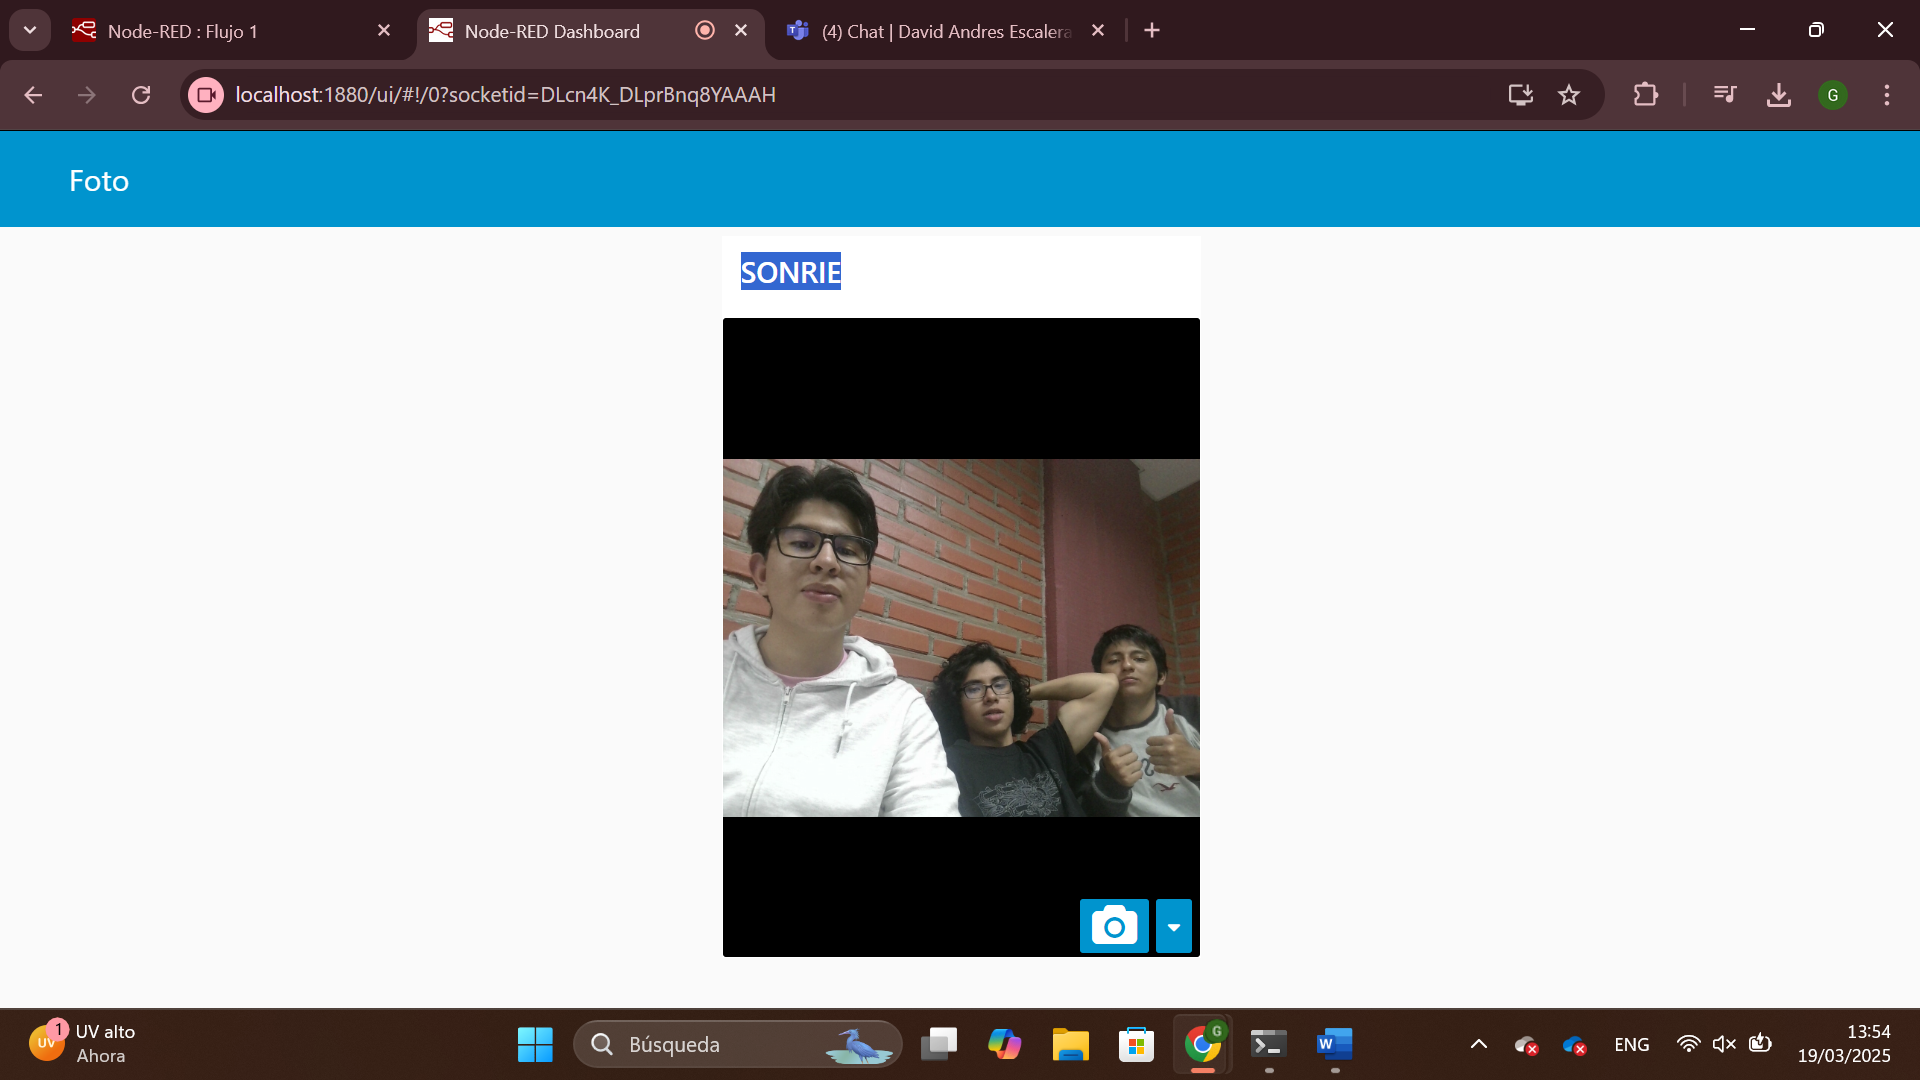 Node-RED : Flujo 1
Node-RED Dashboard
(4) Chat | David Andres Escalera
localhost:1880/ui/#!/0?socketid=DLcn4K_DLprBnq8YAAAH
G
Foto
SONRIE
UV
1
UV alto
Ahora
Búsqueda
G
W
ENG
13:54
19/03/2025